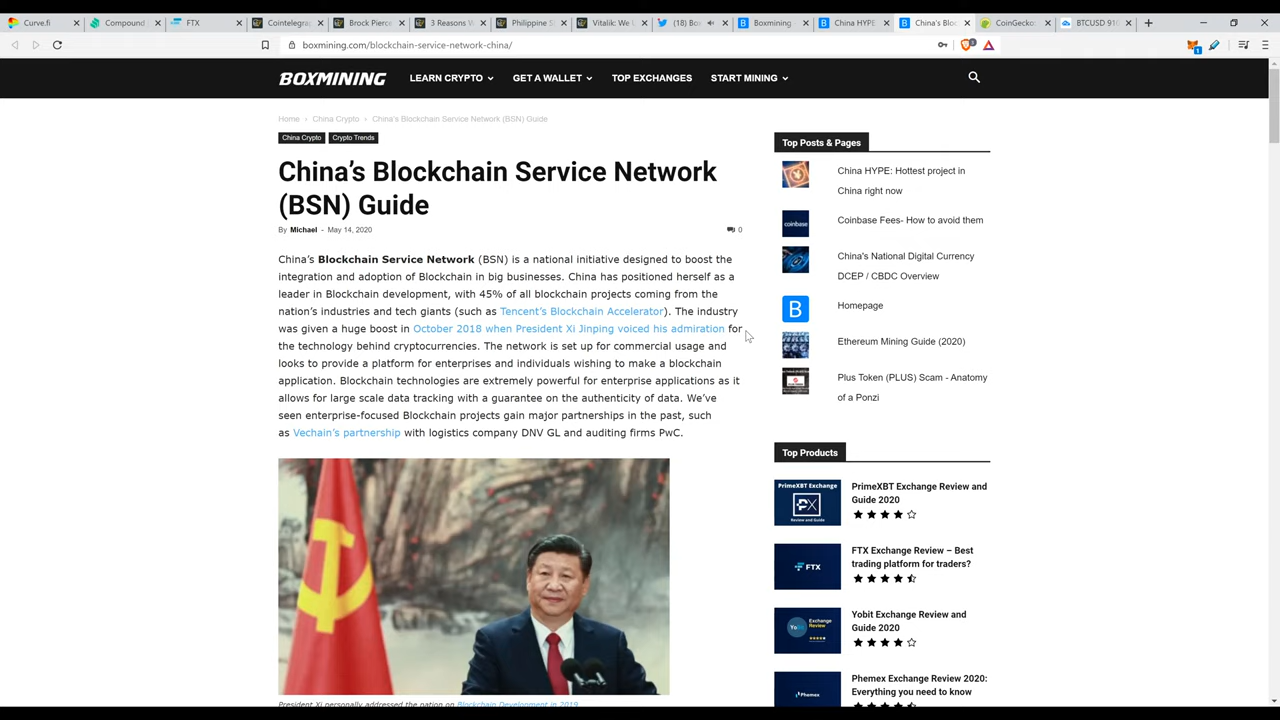 Curve.fi
Compound
FTX
Cointelegra
Brock Pierce
3 Reasons W
Philippine S
Vitalik: We
(18) Bo
Boxmining
China HYPE:
China's Blo
CoinGecko
BTCUSD 916
boxmining.com/blockchain-service-network-china/
BOXMINING
LEARN CRYPTO
GET A WALLET
TOP EXCHANGES
START MINING
Home › China Crypto › China's Blockchain Service Network (BSN) Guide
China Crypto
Crypto Trends
China's Blockchain Service Network
(BSN) Guide
By Michael - May 14, 2020
0
China's Blockchain Service Network (BSN) is a national initiative designed to boost the
integration and adoption of Blockchain in big businesses. China has positioned herself as a
leader in Blockchain development, with 45% of all blockchain projects coming from the
nation's industries and tech giants (such as Tencent's Blockchain Accelerator). The industry
was given a huge boost in October 2018 when President Xi Jinping voiced his admiration for
the technology behind cryptocurrencies. The network is set up for commercial usage and
looks to provide a platform for enterprises and individuals wishing to make a blockchain
application. Blockchain technologies are extremely powerful for enterprise applications as it
allows for large scale data tracking with a guarantee on the authenticity of data. We've
seen enterprise-focused Blockchain projects gain major partnerships in the past, such
as Vechain's partnership with logistics company DNV GL and auditing firms PwC.
President Xi personally addressed the nation on Blockchain Development in 2019
Top Posts & Pages
China HYPE: Hottest project in
China right now
coinbase
Coinbase Fees- How to avoid them
China's National Digital Currency
DCEP / CBDC Overview
B
Homepage
Ethereum Mining Guide (2020)
Plus Token (PLUS) Scam - Anatomy
of a Ponzi
Top Products
PrimeXBT Exchange
Review and Guide
PrimeXBT Exchange Review and
Guide 2020
FTX
FTX Exchange Review – Best
trading platform for traders?
Exchange
Review
Yobit Exchange Review and
Guide 2020
Phemex
Phemex Exchange Review 2020:
Everything you need to know